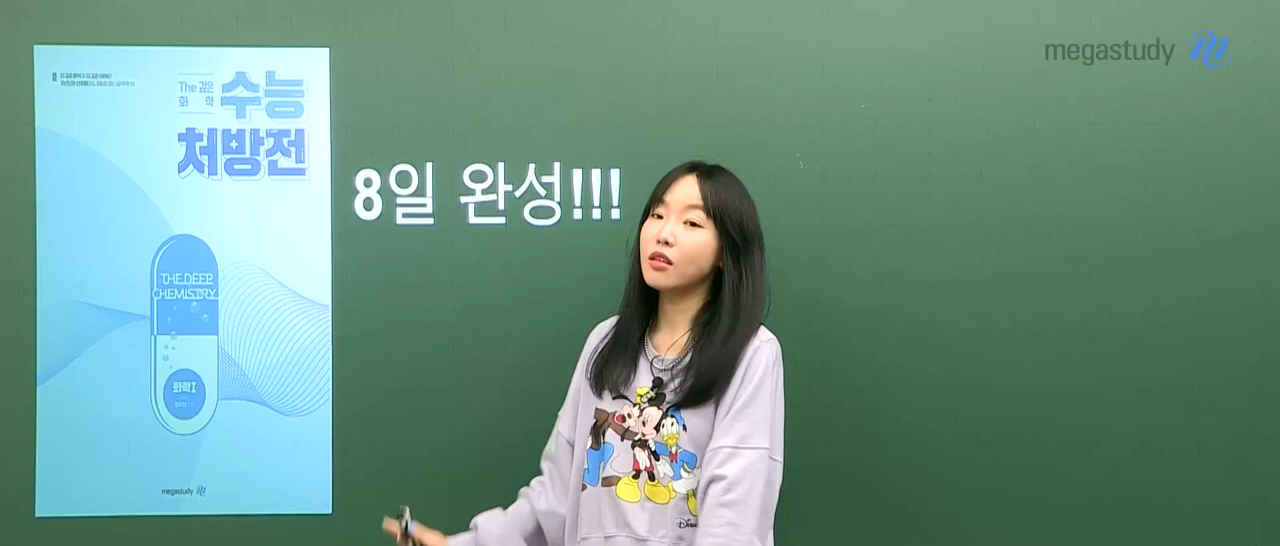 megastudy
The 깊은
화 학
수능
처방전
8일 완성!!!
THE DEEP
CHEMISTRY
화학I
megastudy
Disney